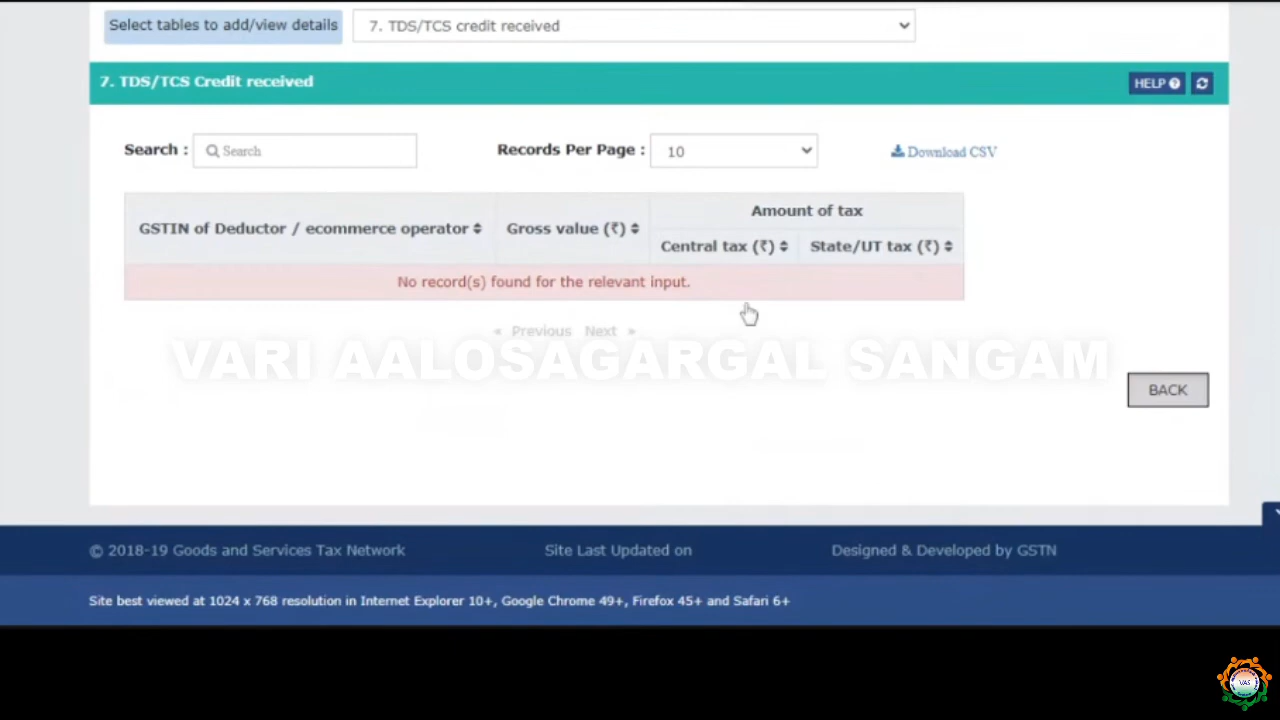 Select tables to add/view details
7. TDS/TCS credit received
7. TDS/TCS Credit received
HELP
Search :
Search
Records Per Page :
10
Download CSV
GSTIN of Deductor / ecommerce operator
Gross value (₹)
Amount of tax
Central tax (₹)
State/UT tax (₹)
No record(s) found for the relevant input.
« Previous Next »
VARI AALOSAGARGAL SANGAM
BACK
© 2018-19 Goods and Services Tax Network
Site Last Updated on
Designed & Developed by GSTN
Site best viewed at 1024 x 768 resolution in Internet Explorer 10+, Google Chrome 49+, Firefox 45+ and Safari 6+
VAS